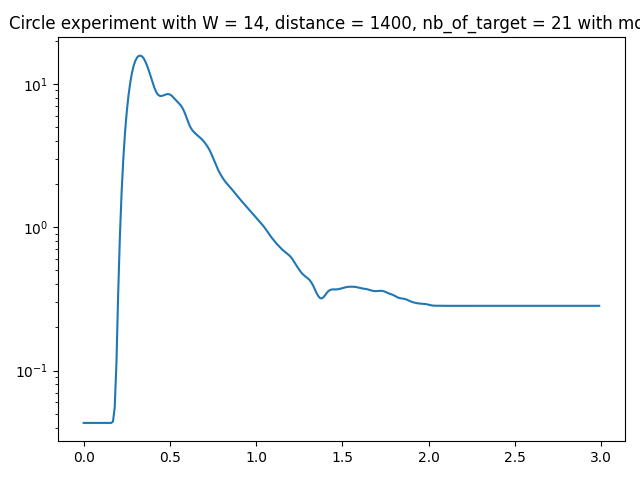 Circle experiment with W = 14, distance = 1400, nb_of_target = 21 with mo
10¹
10⁰
10⁻¹
0.0 0.5 1.0 1.5 2.0 2.5 3.0